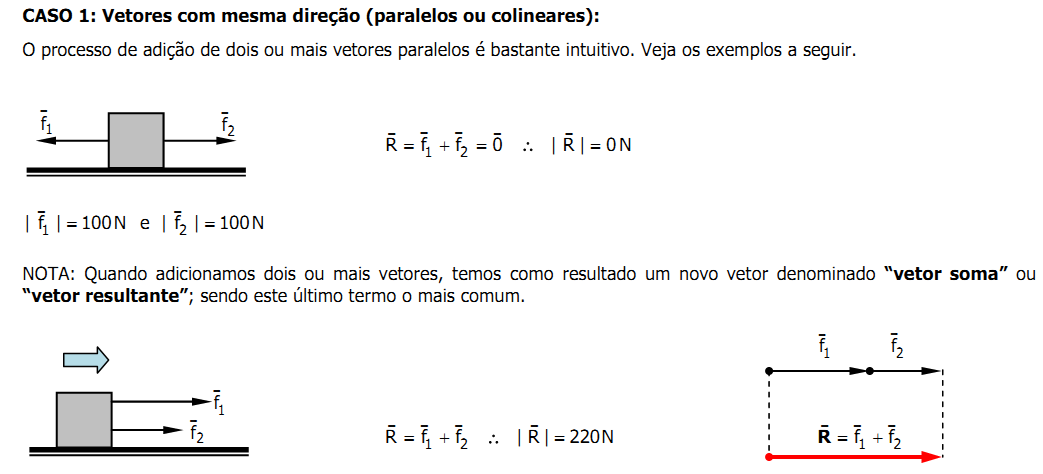 CASO 1: Vetores com mesma direção (paralelos ou colineares):
O processo de adição de dois ou mais vetores paralelos é bastante intuitivo. Veja os exemplos a seguir.
f̄₁ f̄₂
R̄ = f̄₁ + f̄₂ = 0̄ ∴ | R̄ | = 0 N
| f̄₁ | = 100 N e | f̄₂ | = 100 N
NOTA: Quando adicionamos dois ou mais vetores, temos como resultado um novo vetor denominado “vetor soma” ou
“vetor resultante”; sendo este último termo o mais comum.
f̄₁
f̄₂
R̄ = f̄₁ + f̄₂ ∴ | R̄ | = 220 N
f̄₁ f̄₂
R̄ = f̄₁ + f̄₂